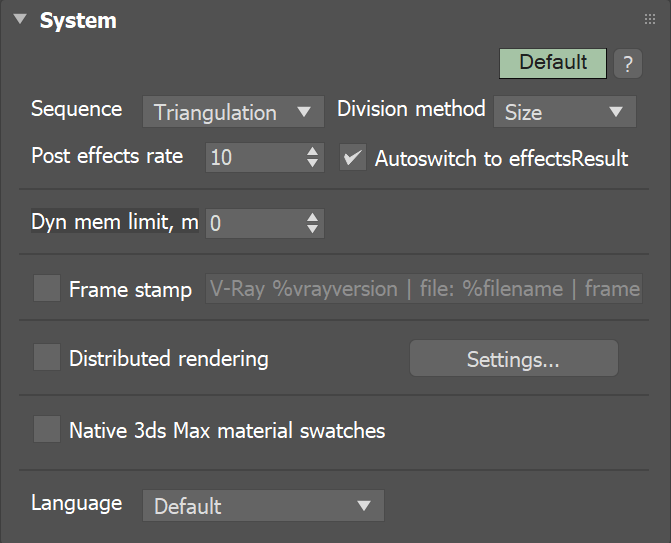 System
Default ?
Sequence Triangulation Division method Size
Post effects rate 10 Autoswitch to effectsResult
Dyn mem limit, m 0
Frame stamp V-Ray %vrayversion | file: %filename | frame
Distributed rendering Settings...
Native 3ds Max material swatches
Language Default